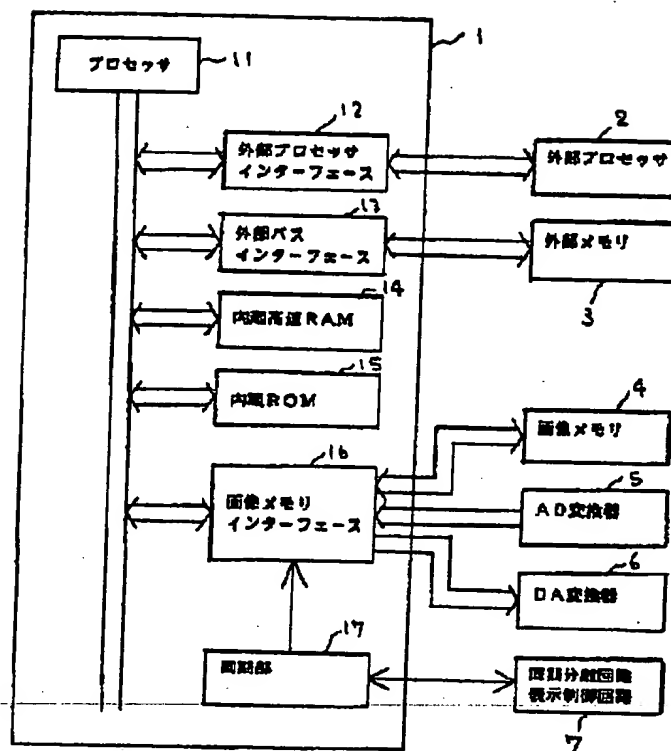 1
プロセッサ
11
12
外部プロセッサ
インターフェース
2
外部プロセッサ
13
外部バス
インターフェース
外部メモリ
3
14
内蔵高速RAM
15
内蔵ROM
16
画像メモリ
インターフェース
4
画像メモリ
5
AD変換器
6
DA変換器
17
同期部
同期分離回路
表示制御回路
7